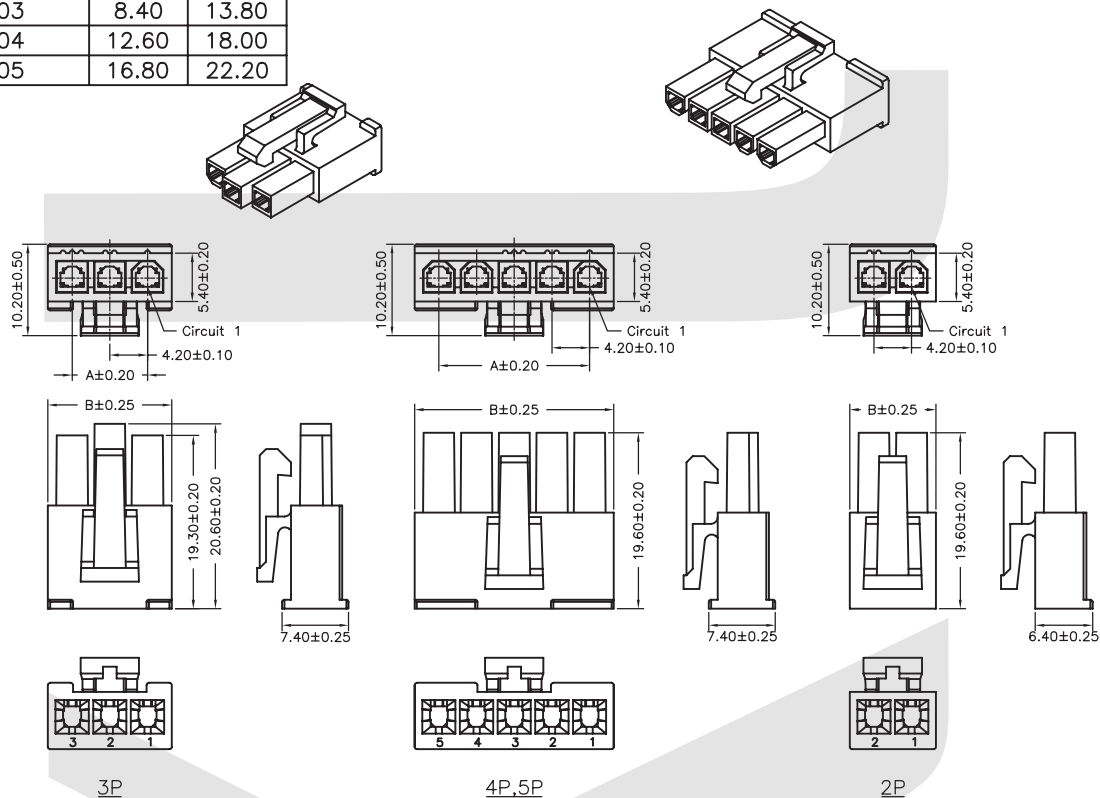 03 8.40 13.80
04 12.60 18.00
05 16.80 22.20
10.20±0.50
5.40±0.20
Circuit 1
4.20±0.10
A±0.20
10.20±0.50
5.40±0.20
Circuit 1
4.20±0.10
A±0.20
10.20±0.50
5.40±0.20
Circuit 1
4.20±0.10
B±0.25
19.30±0.20
20.60±0.20
7.40±0.25
B±0.25
19.60±0.20
7.40±0.25
B±0.25
19.60±0.20
6.40±0.25
3 2 1
5 4 3 2 1
2 1
3P
4P,5P
2P